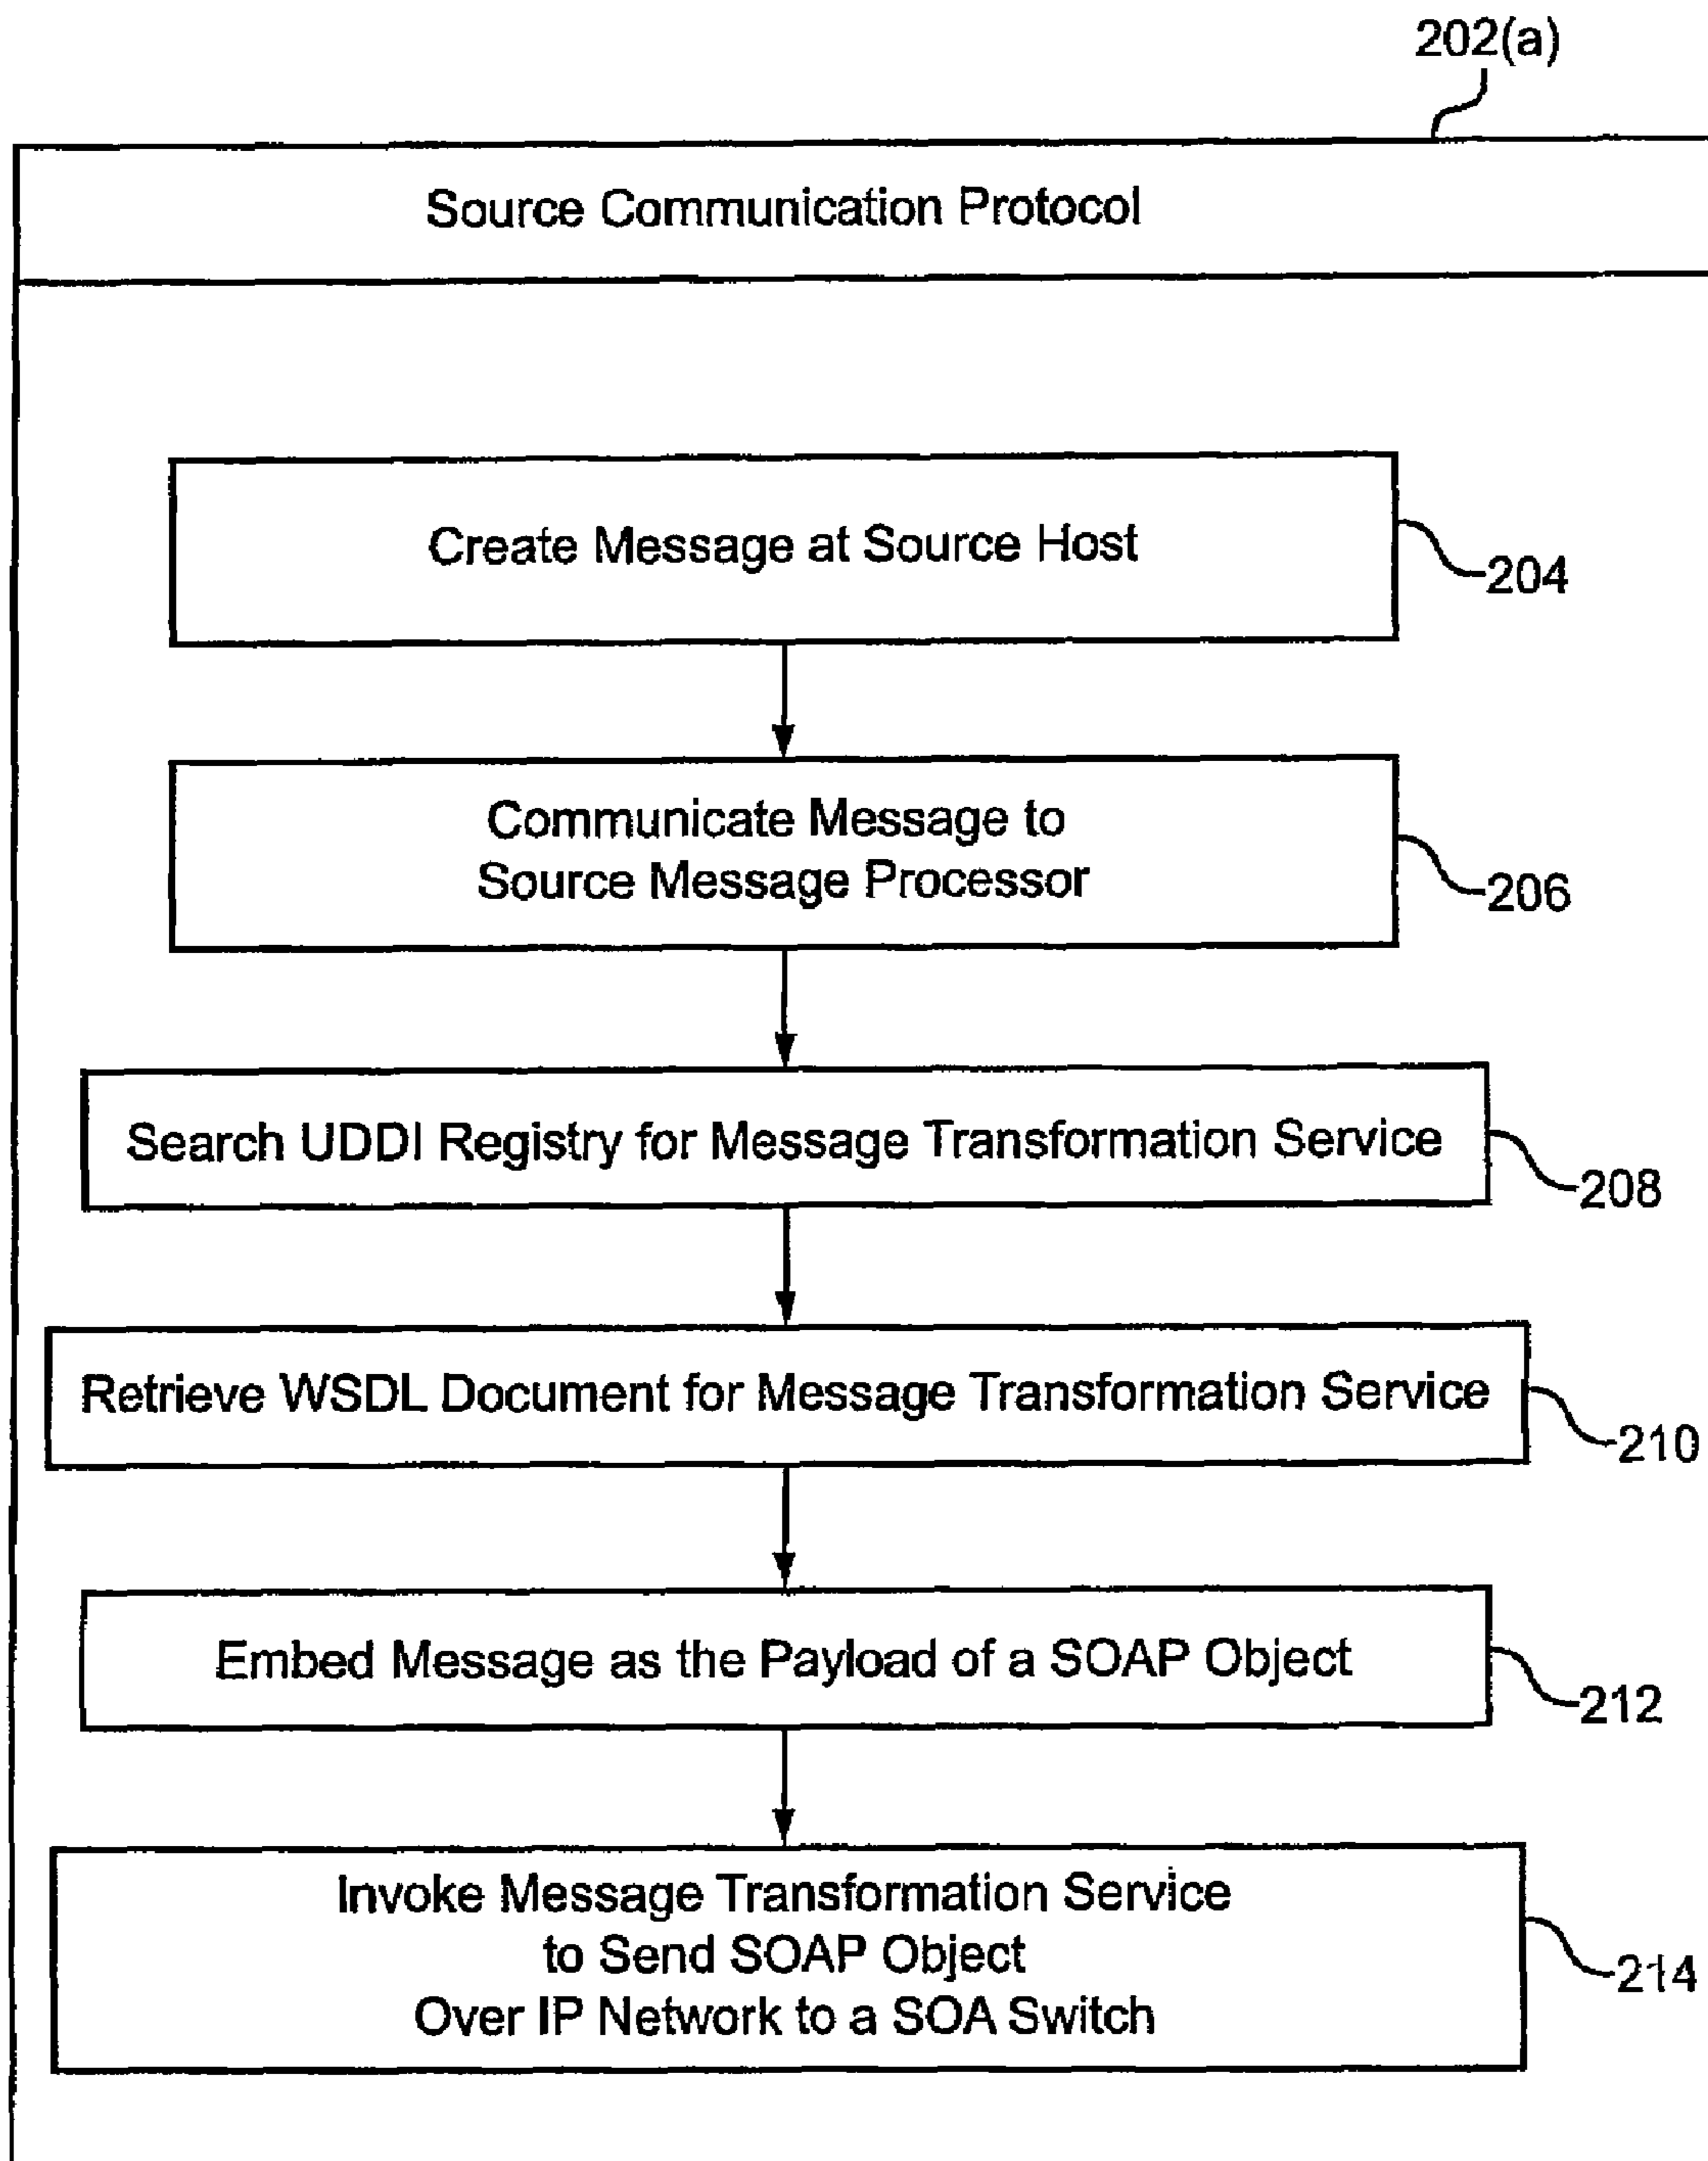 202(a)
Source Communication Protocol
Create Message at Source Host
204
Communicate Message to
Source Message Processor
206
Search UDDI Registry for Message Transformation Service
208
Retrieve WSDL Document for Message Transformation Service
210
Embed Message as the Payload of a SOAP Object
212
Invoke Message Transformation Service
to Send SOAP Object
Over IP Network to a SOA Switch
214